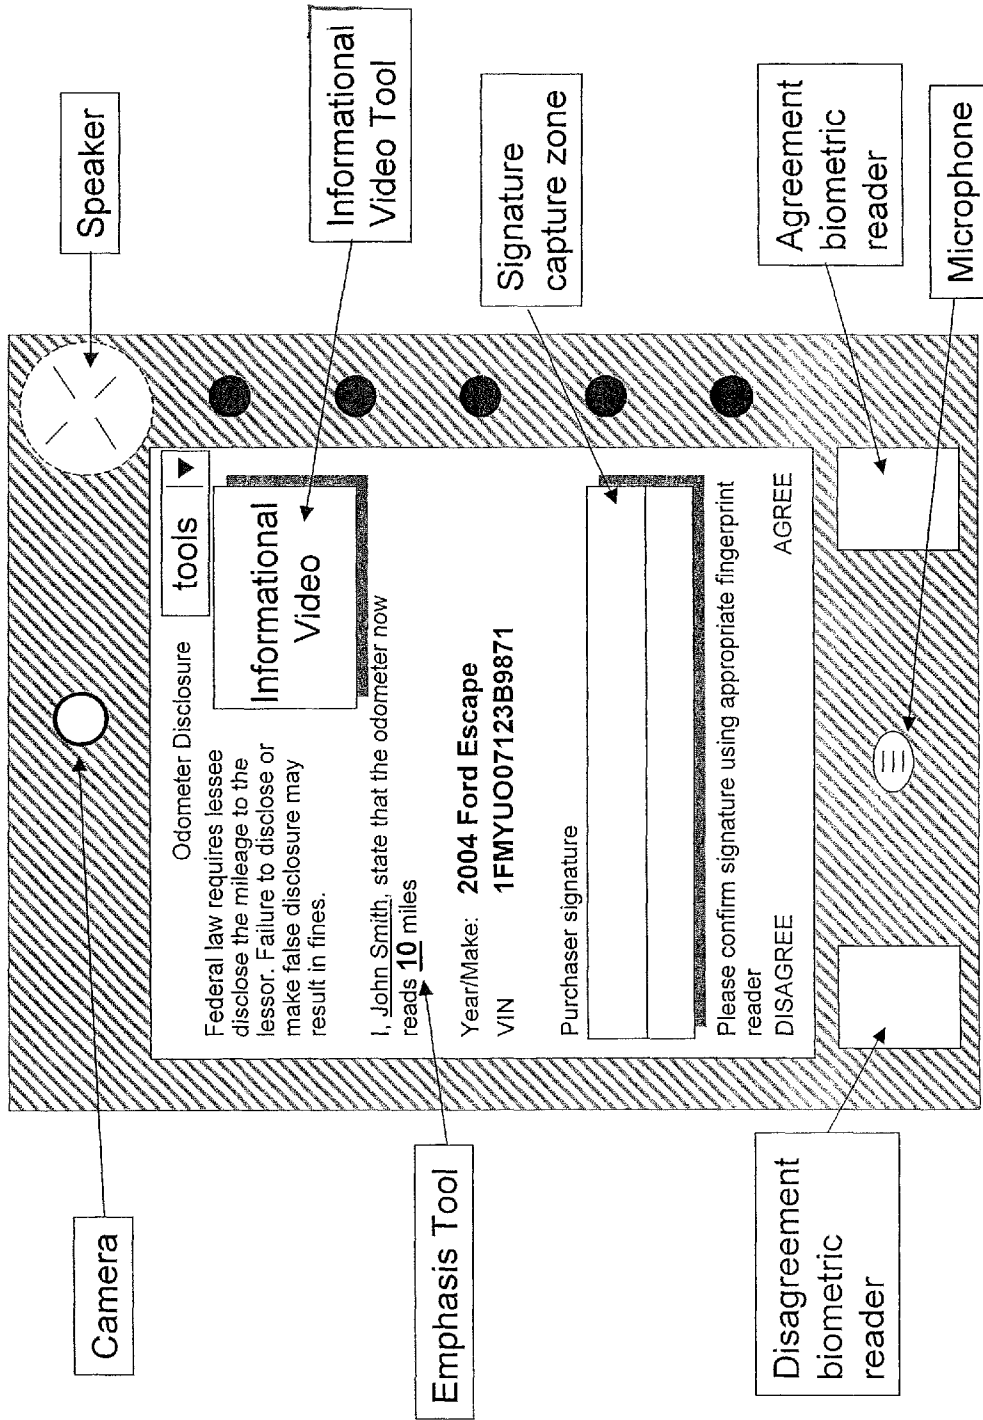 Camera
Speaker
Odometer Disclosure
tools
Federal law requires lessee
disclose the mileage to the
lessor. Failure to disclose or
make false disclosure may
result in fines.
Informational
Video
Informational
Video Tool
I, John Smith, state that the odometer now
reads 10 miles
Emphasis Tool
Year/Make: 2004 Ford Escape
VIN 1FMYUO07123B9871
Purchaser signature
Signature
capture zone
Please confirm signature using appropriate fingerprint
reader
DISAGREE AGREE
Disagreement
biometric
reader
Agreement
biometric
reader
Microphone